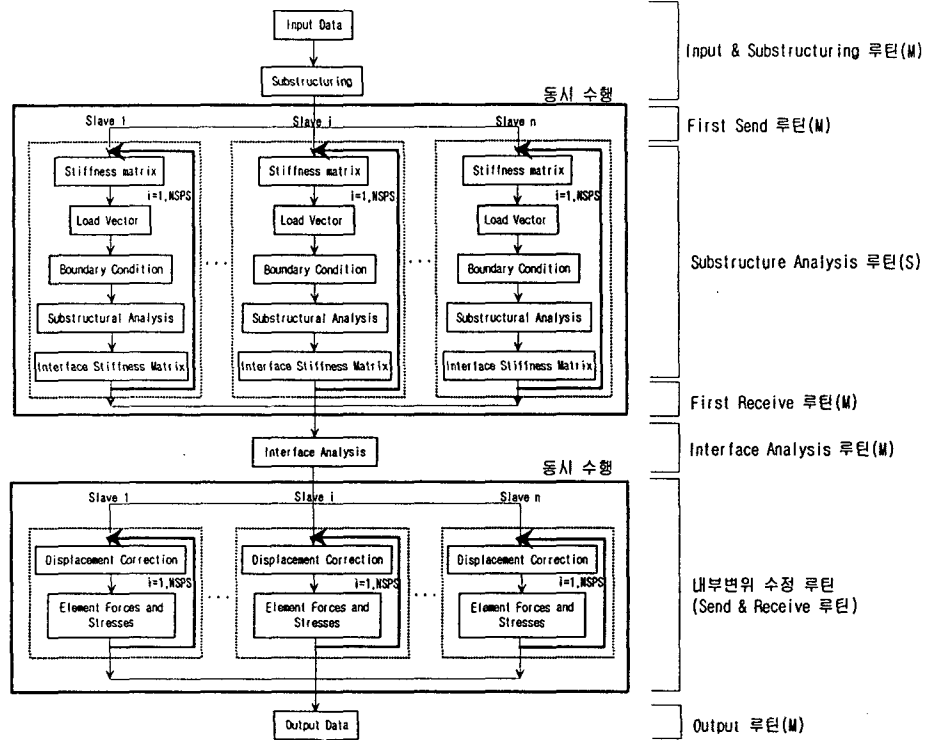 Input Data
Input & Substructuring 루틴(M)
Substructuring
동시 수행
Slave 1
Slave i
Slave n
First Send 루틴(M)
Stiffness matrix
Stiffness matrix
Stiffness matrix
i=1,NSPS
i=1,NSPS
i=1,NSPS
Load Vector
Load Vector
Load Vector
...
...
Boundary Condition
Boundary Condition
Boundary Condition
Substructure Analysis 루틴(S)
Substructural Analysis
Substructural Analysis
Substructural Analysis
Interface Stiffness Matrix
Interface Stiffness Matrix
Interface Stiffness Matrix
First Receive 루틴(M)
Interface Analysis
Interface Analysis 루틴(M)
동시 수행
Slave 1
Slave i
Slave n
Displacement Correction
Displacement Correction
Displacement Correction
i=1,NSPS
i=1,NSPS
i=1,NSPS
...
...
Element Forces and
Stresses
Element Forces and
Stresses
Element Forces and
Stresses
내부변위 수정 루틴
(Send & Receive 루틴)
Output Data
Output 루틴(M)